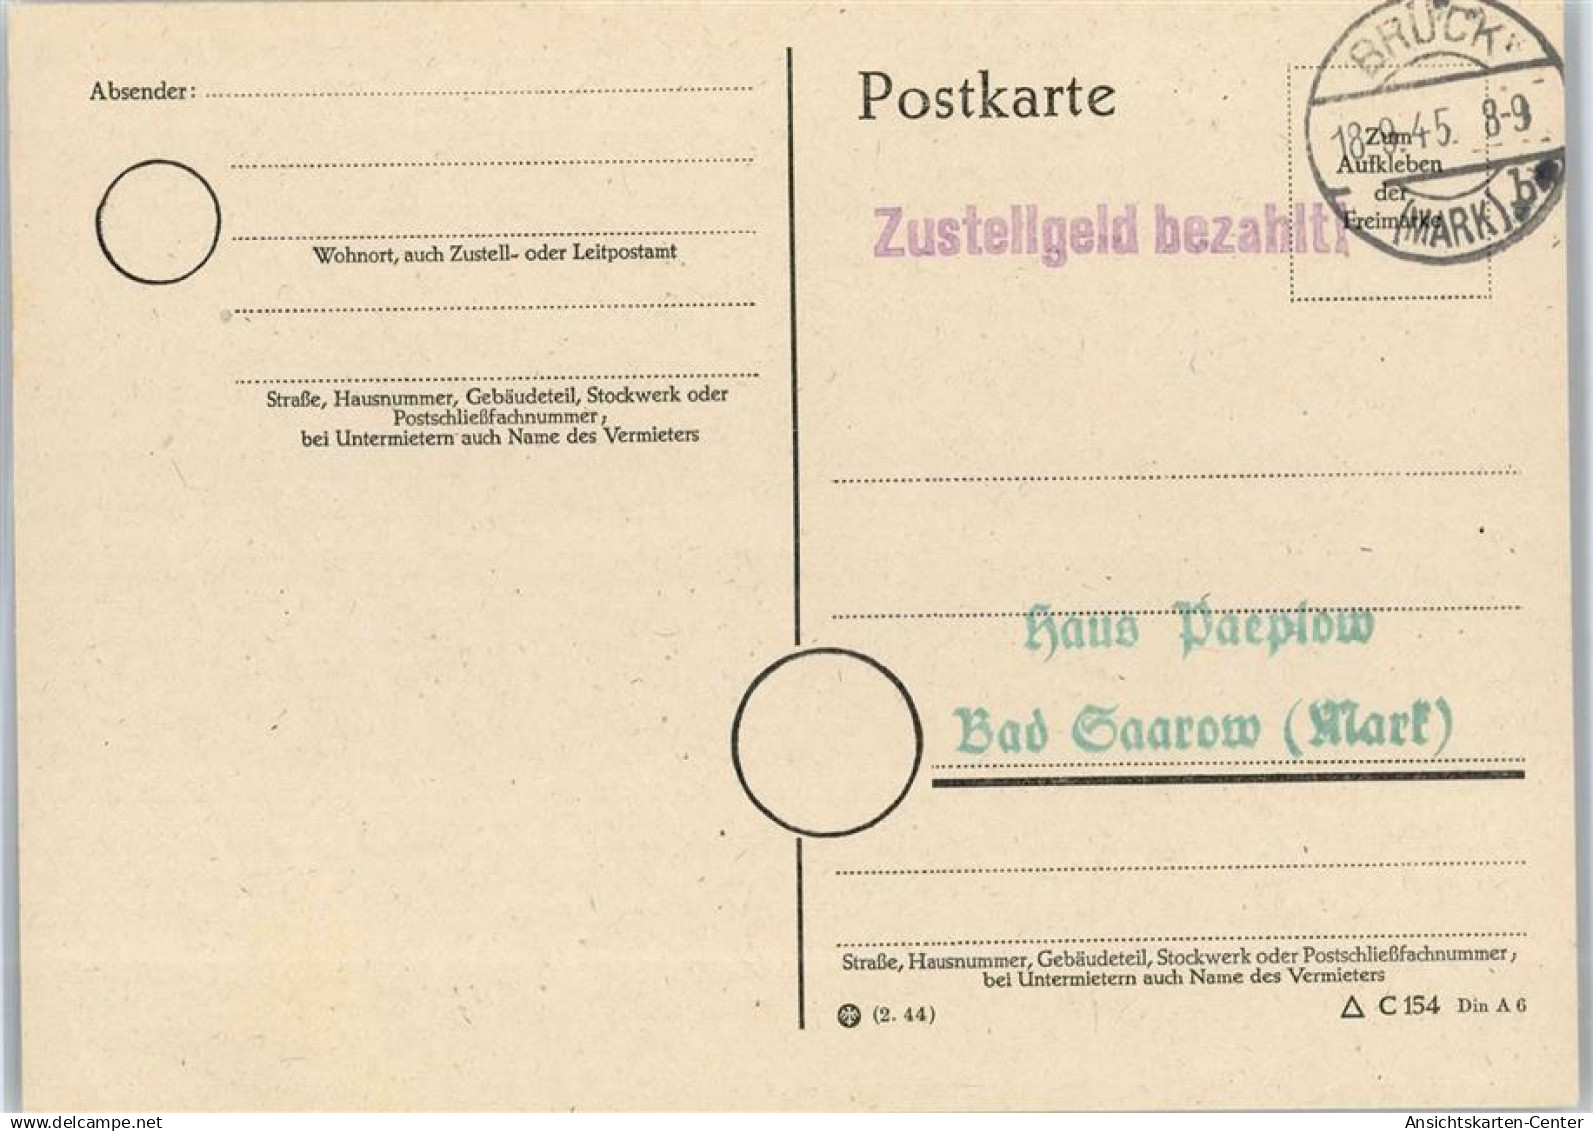 Absender:
Wohnort, auch Zustell- oder Leitpostamt
Straße, Hausnummer, Gebäudeteil, Stockwerk oder
Postschließfachnummer;
bei Untermietern auch Name des Vermieters
Postkarte
BRÜCK
18.9.45. 8-9
(MARK) b
Zum
Aufkleben
der
Freimarke
Zustellgeld bezahlt!
Haus Paeplow
Bad Saarow (Mark)
Straße, Hausnummer, Gebäudeteil, Stockwerk oder Postschließfachnummer;
bei Untermietern auch Name des Vermieters
(2. 44)
C 154 Din A 6
delcampe.net
Ansichtskarten-Center